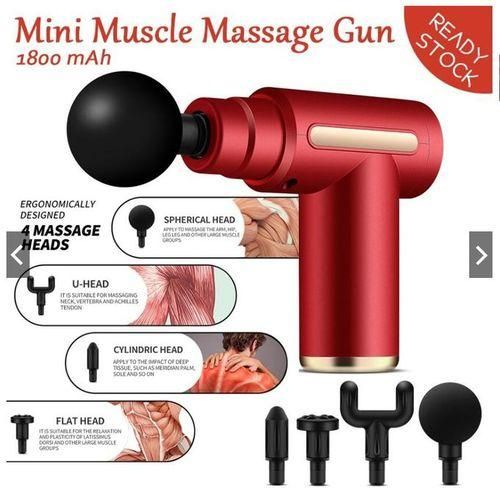 Mini Muscle Massage Gun
1800 mAh
READY
STOCK
ERGONOMICALLY
DESIGNED
4 MASSAGE
HEADS
SPHERICAL HEAD
APPLY TO MASSAGE THE ARM, HIP,
LEG LEG AND OTHER LARGE MUSCLE
GROUPS
U-HEAD
IT IS SUITABLE FOR MASSAGING
NECK, VERTEBRA AND ACHILLES
TENDON
CYLINDRIC HEAD
APPLY TO THE IMPACT OF DEEP
TISSUE, SUCH AS MERIDIAN PALM,
SOLE AND SO ON
FLAT HEAD
IT IS SUITABLE FOR THE RELAXATION
AND PLASTICITY OF LATISSIMUS
DORSI AND OTHER LARGE MUSCLE
GROUPS